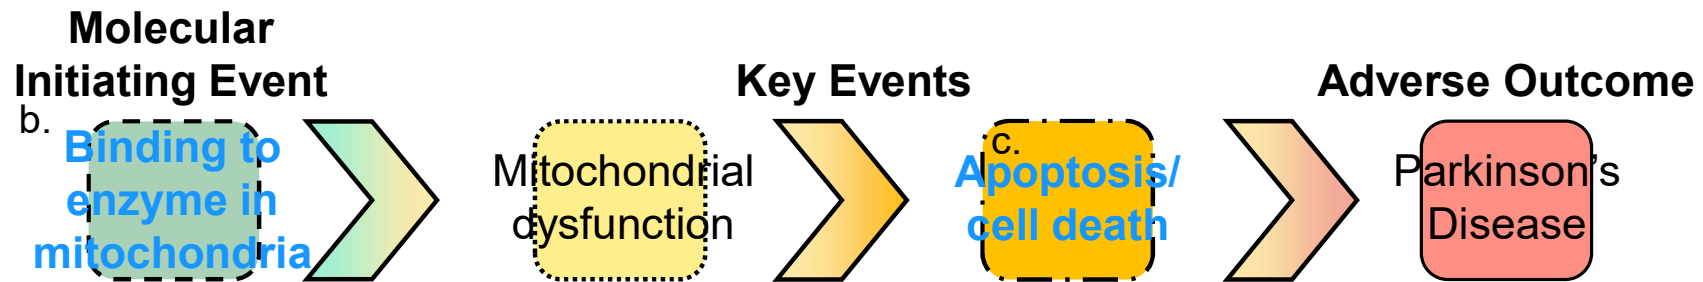 Molecular
Initiating Event
Key Events
Adverse Outcome
b.
Binding to
enzyme in
mitochondria
Mitochondrial
dysfunction
c.
Apoptosis/
cell death
Parkinson's
Disease